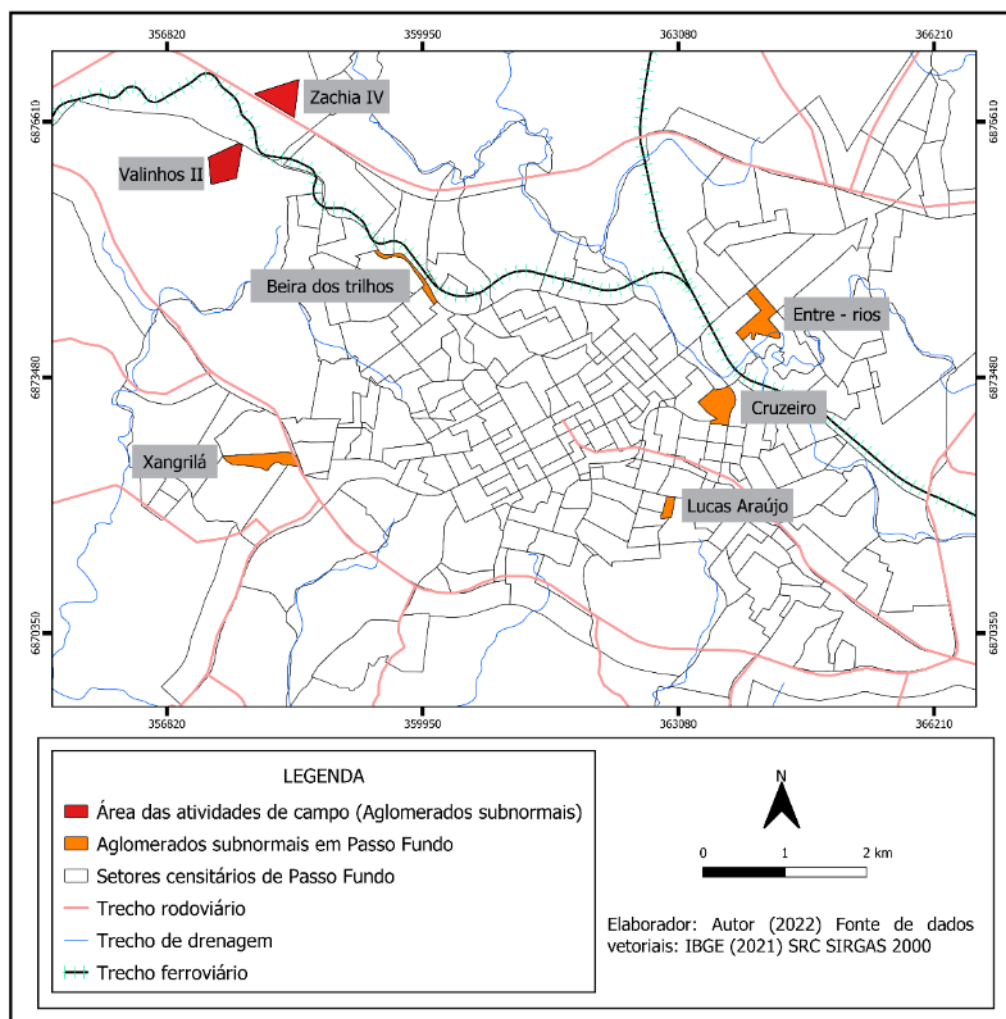 356820 359950 363080 366210
6876610 6876610
Zachia IV
Valinhos II
Beira dos trilhos
Entre - rios
6873480 6873480
Cruzeiro
Xangrilá
Lucas Araújo
6870350 6870350
356820 359950 363080 366210
LEGENDA
Área das atividades de campo (Aglomerados subnormais)
Aglomerados subnormais em Passo Fundo
Setores censitários de Passo Fundo
Trecho rodoviário
Trecho de drenagem
Trecho ferroviário
N
0 1 2 km
Elaborador: Autor (2022) Fonte de dados
vetoriais: IBGE (2021) SRC SIRGAS 2000